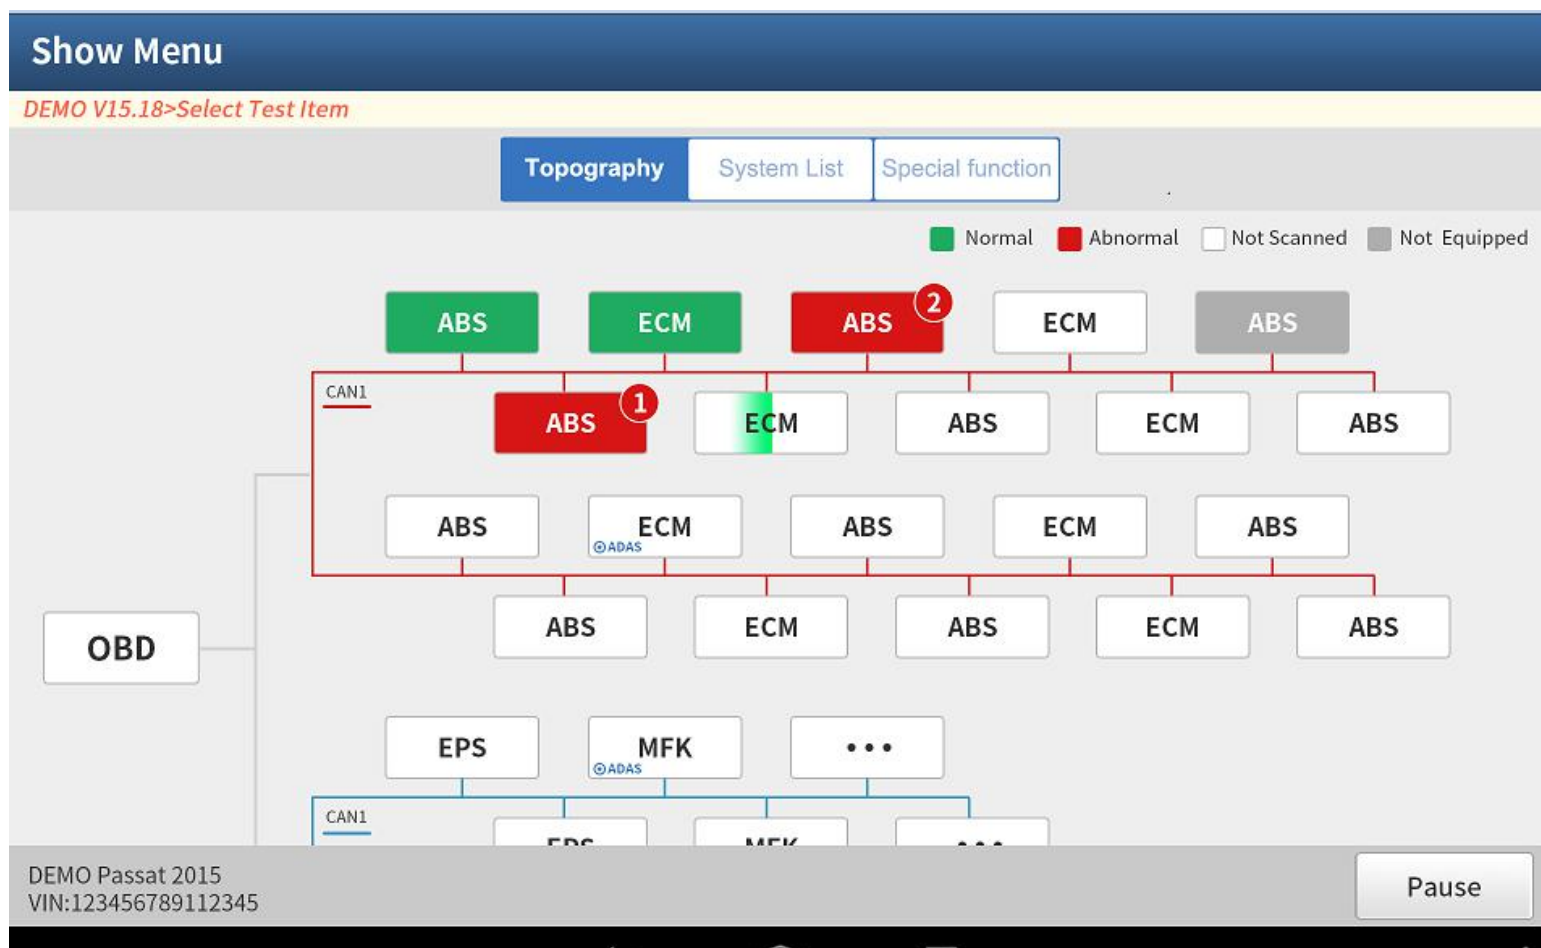 Show Menu
DEMO V15.18>Select Test Item
Topography System List Special function
Normal Abnormal Not Scanned Not Equipped
ABS ECM ABS 2 ECM ABS
CAN1
ABS 1 ECM ABS ECM ABS
ABS ECM ABS ECM ABS
ADAS
ABS ECM ABS ECM ABS
OBD
EPS MFK •••
ADAS
CAN1
EPS MFK •••
DEMO Passat 2015
VIN:123456789112345
Pause